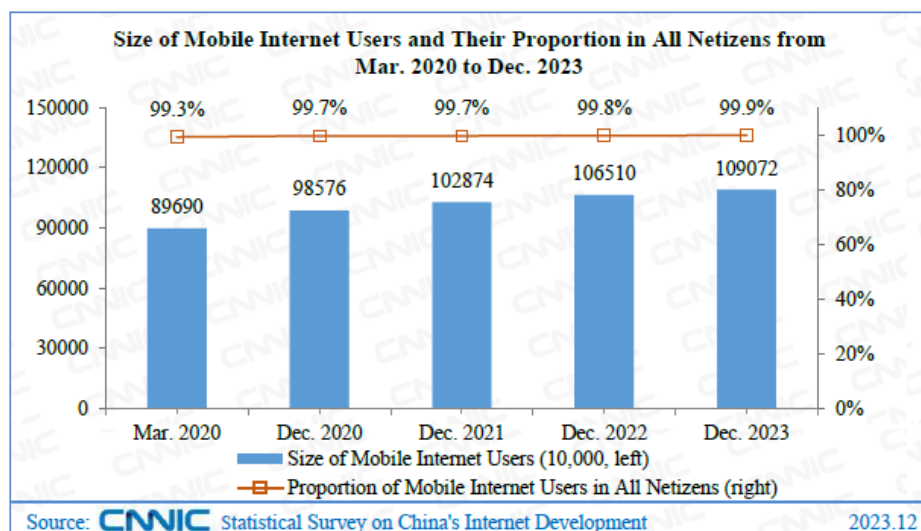 Size of Mobile Internet Users and Their Proportion in All Netizens from
Mar. 2020 to Dec. 2023
150000
120000
90000
60000
30000
0
99.3%
99.7%
99.7%
99.8%
99.9%
89690
98576
102874
106510
109072
100%
80%
60%
40%
20%
0%
Mar. 2020
Dec. 2020
Dec. 2021
Dec. 2022
Dec. 2023
Size of Mobile Internet Users (10,000, left)
Proportion of Mobile Internet Users in All Netizens (right)
Source: CNNIC Statistical Survey on China's Internet Development 2023.12